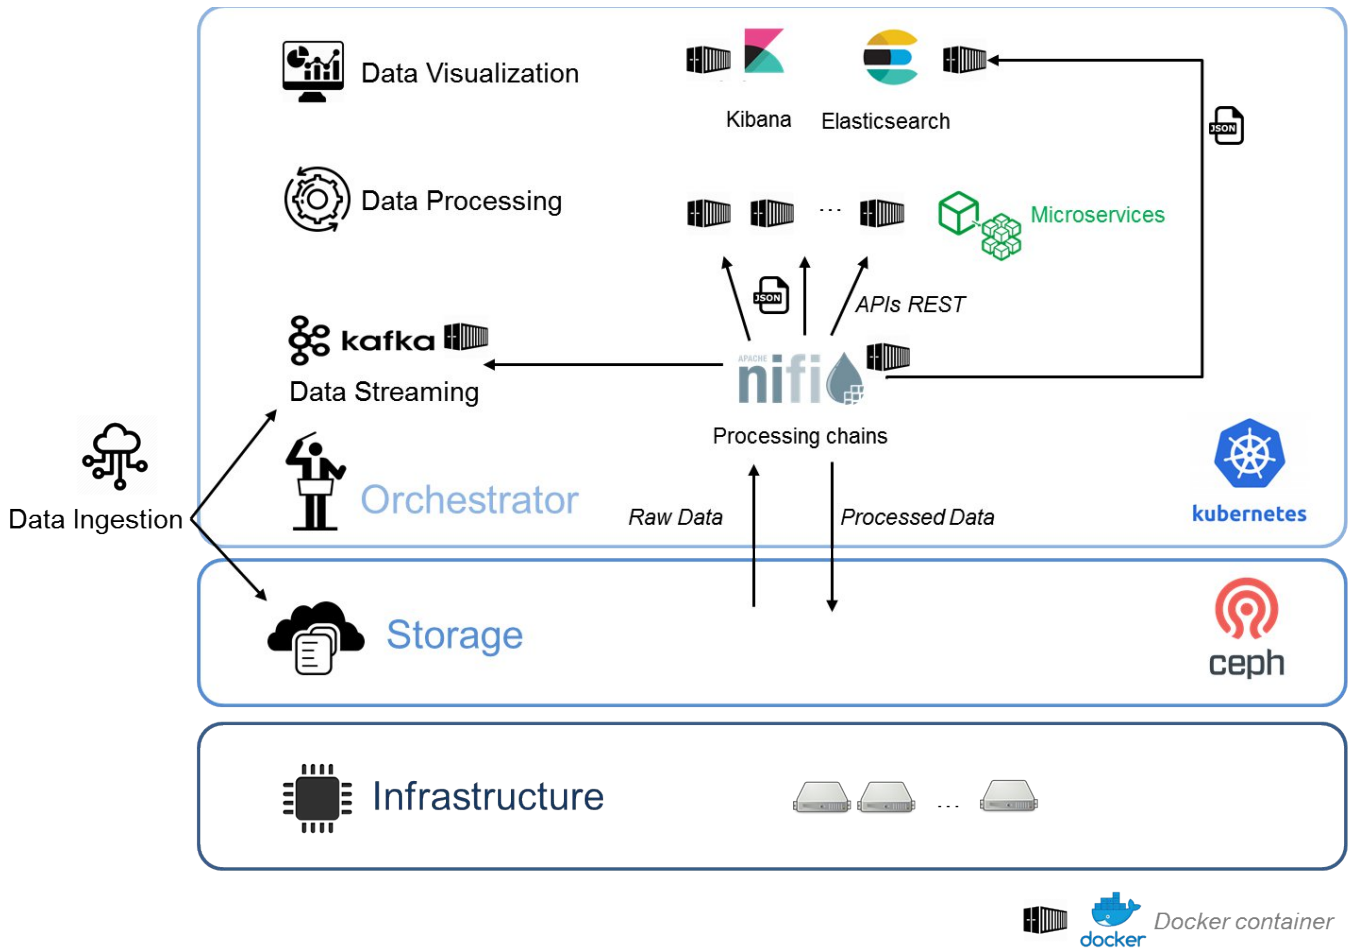 Data Visualization
Kibana
Elasticsearch
JSON
Data Processing
...
Microservices
JSON
APIs REST
kafka
Data Streaming
APACHE
nifi
Processing chains
Data Ingestion
Orchestrator
Raw Data
Processed Data
kubernetes
Storage
ceph
Infrastructure
...
docker
Docker container